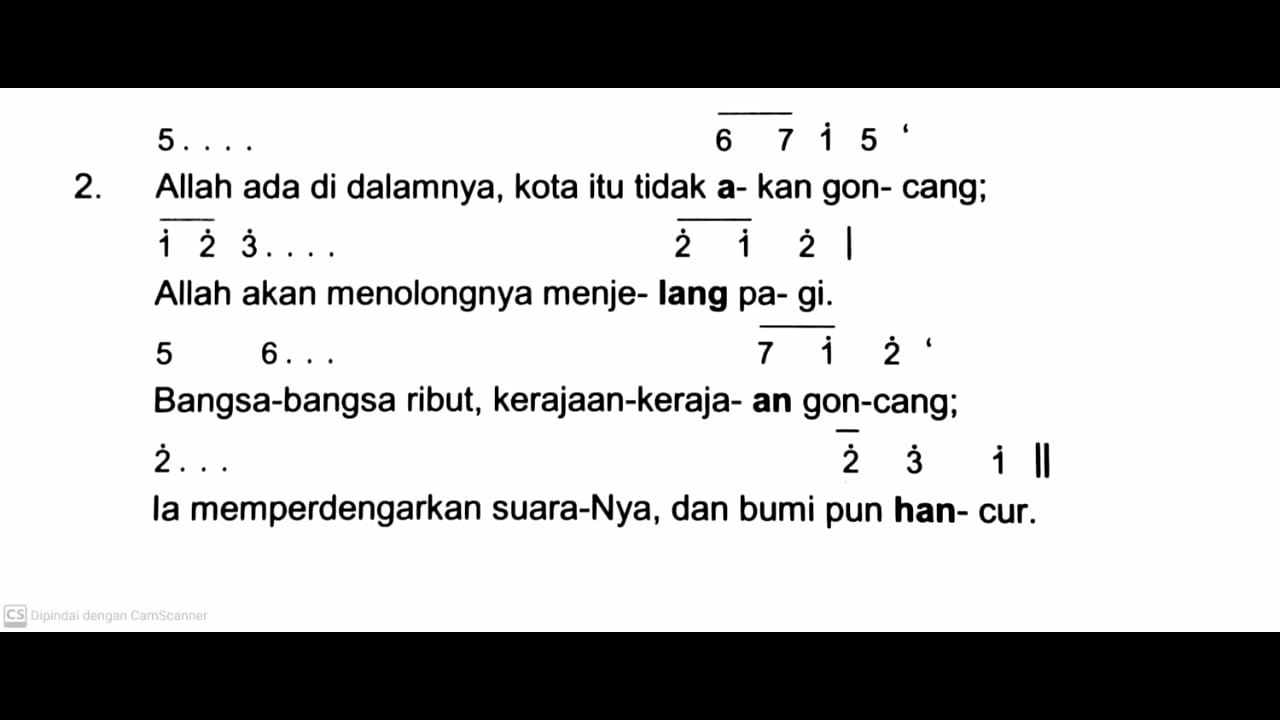 5 . . . . 6 7 1̇ 5 ‘
2. Allah ada di dalamnya, kota itu tidak a- kan gon- cang;
1̇ 2̇ 3̇ . . . . 2̇ 1̇ 2̇ |
Allah akan menolongnya menje- lang pa- gi.
5 6 . . . 7 1̇ 2̇ ‘
Bangsa-bangsa ribut, kerajaan-keraja- an gon-cang;
2̇ . . . 2̇ 3̇ 1̇ ||
Ia memperdengarkan suara-Nya, dan bumi pun han- cur.
CS Dipindai dengan CamScanner